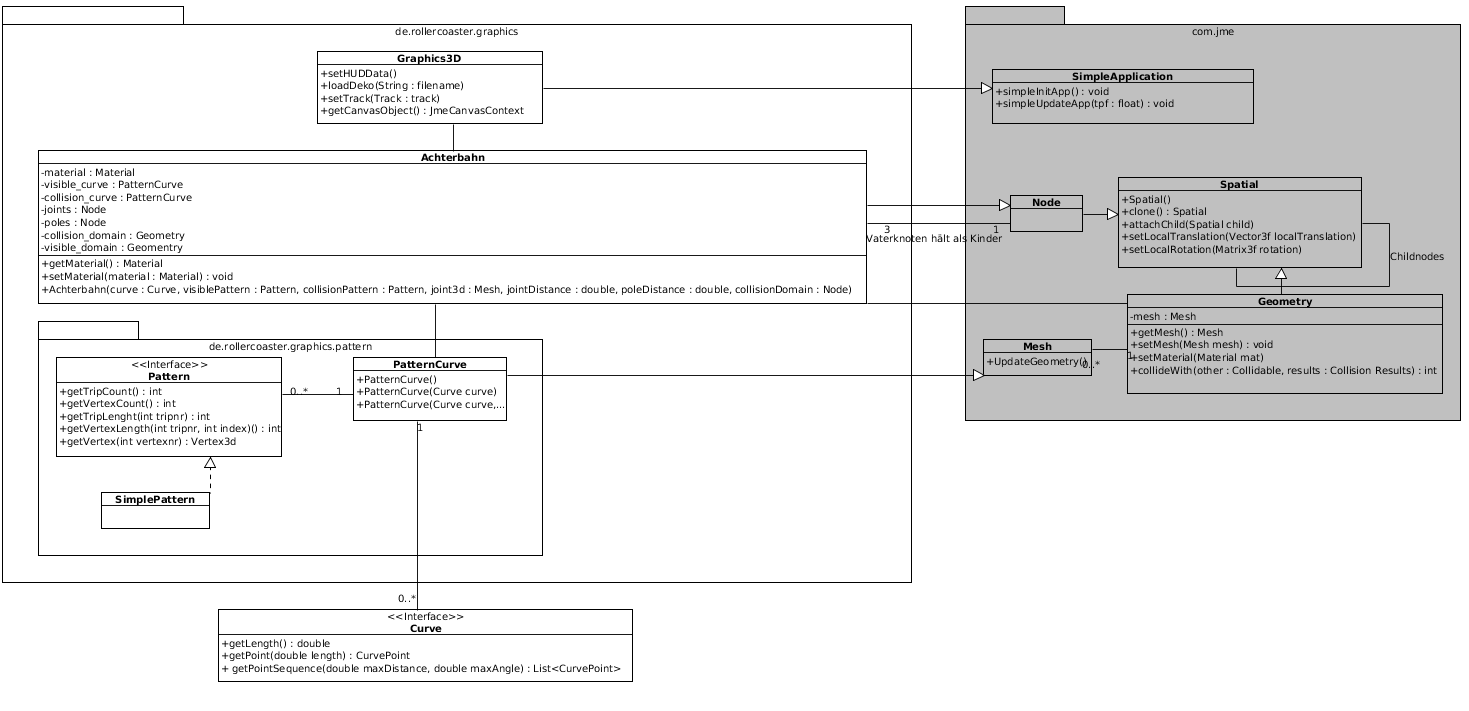 de.rollercoaster.graphics
Graphics3D
+setHUDData()
+loadDeko(String : filename)
+setTrack(Track : track)
+getCanvasObject() : JmeCanvasContext
Achterbahn
-material : Material
-visible_curve : PatternCurve
-collision_curve : PatternCurve
-joints : Node
-poles : Node
-collision_domain : Geometry
-visible_domain : Geomentry
+getMaterial() : Material
+setMaterial(material : Material) : void
+Achterbahn(curve : Curve, visiblePattern : Pattern, collisionPattern : Pattern, joint3d : Mesh, jointDistance : double, poleDistance : double, collisionDomain : Node)
3
1
Vaterknoten hält als Kinder
de.rollercoaster.graphics.pattern
<<Interface>>
Pattern
+getTripCount() : int
+getVertexCount() : int
+getTripLenght(int tripnr) : int
+getVertexLength(int tripnr, int index)() : int
+getVertex(int vertexnr) : Vertex3d
0..*
1
PatternCurve
+PatternCurve()
+PatternCurve(Curve curve)
+PatternCurve(Curve curve,...
1
SimplePattern
0..*
<<Interface>>
Curve
+getLength() : double
+getPoint(double length) : CurvePoint
+ getPointSequence(double maxDistance, double maxAngle) : List<CurvePoint>
com.jme
SimpleApplication
+simpleInitApp() : void
+simpleUpdateApp(tpf : float) : void
Node
Spatial
+Spatial()
+clone() : Spatial
+attachChild(Spatial child)
+setLocalTranslation(Vector3f localTranslation)
+setLocalRotation(Matrix3f rotation)
Childnodes
Geometry
-mesh : Mesh
+getMesh() : Mesh
+setMesh(Mesh mesh) : void
+setMaterial(Material mat)
+collideWith(other : Collidable, results : Collision Results) : int
Mesh
+UpdateGeometry()
0..*
1